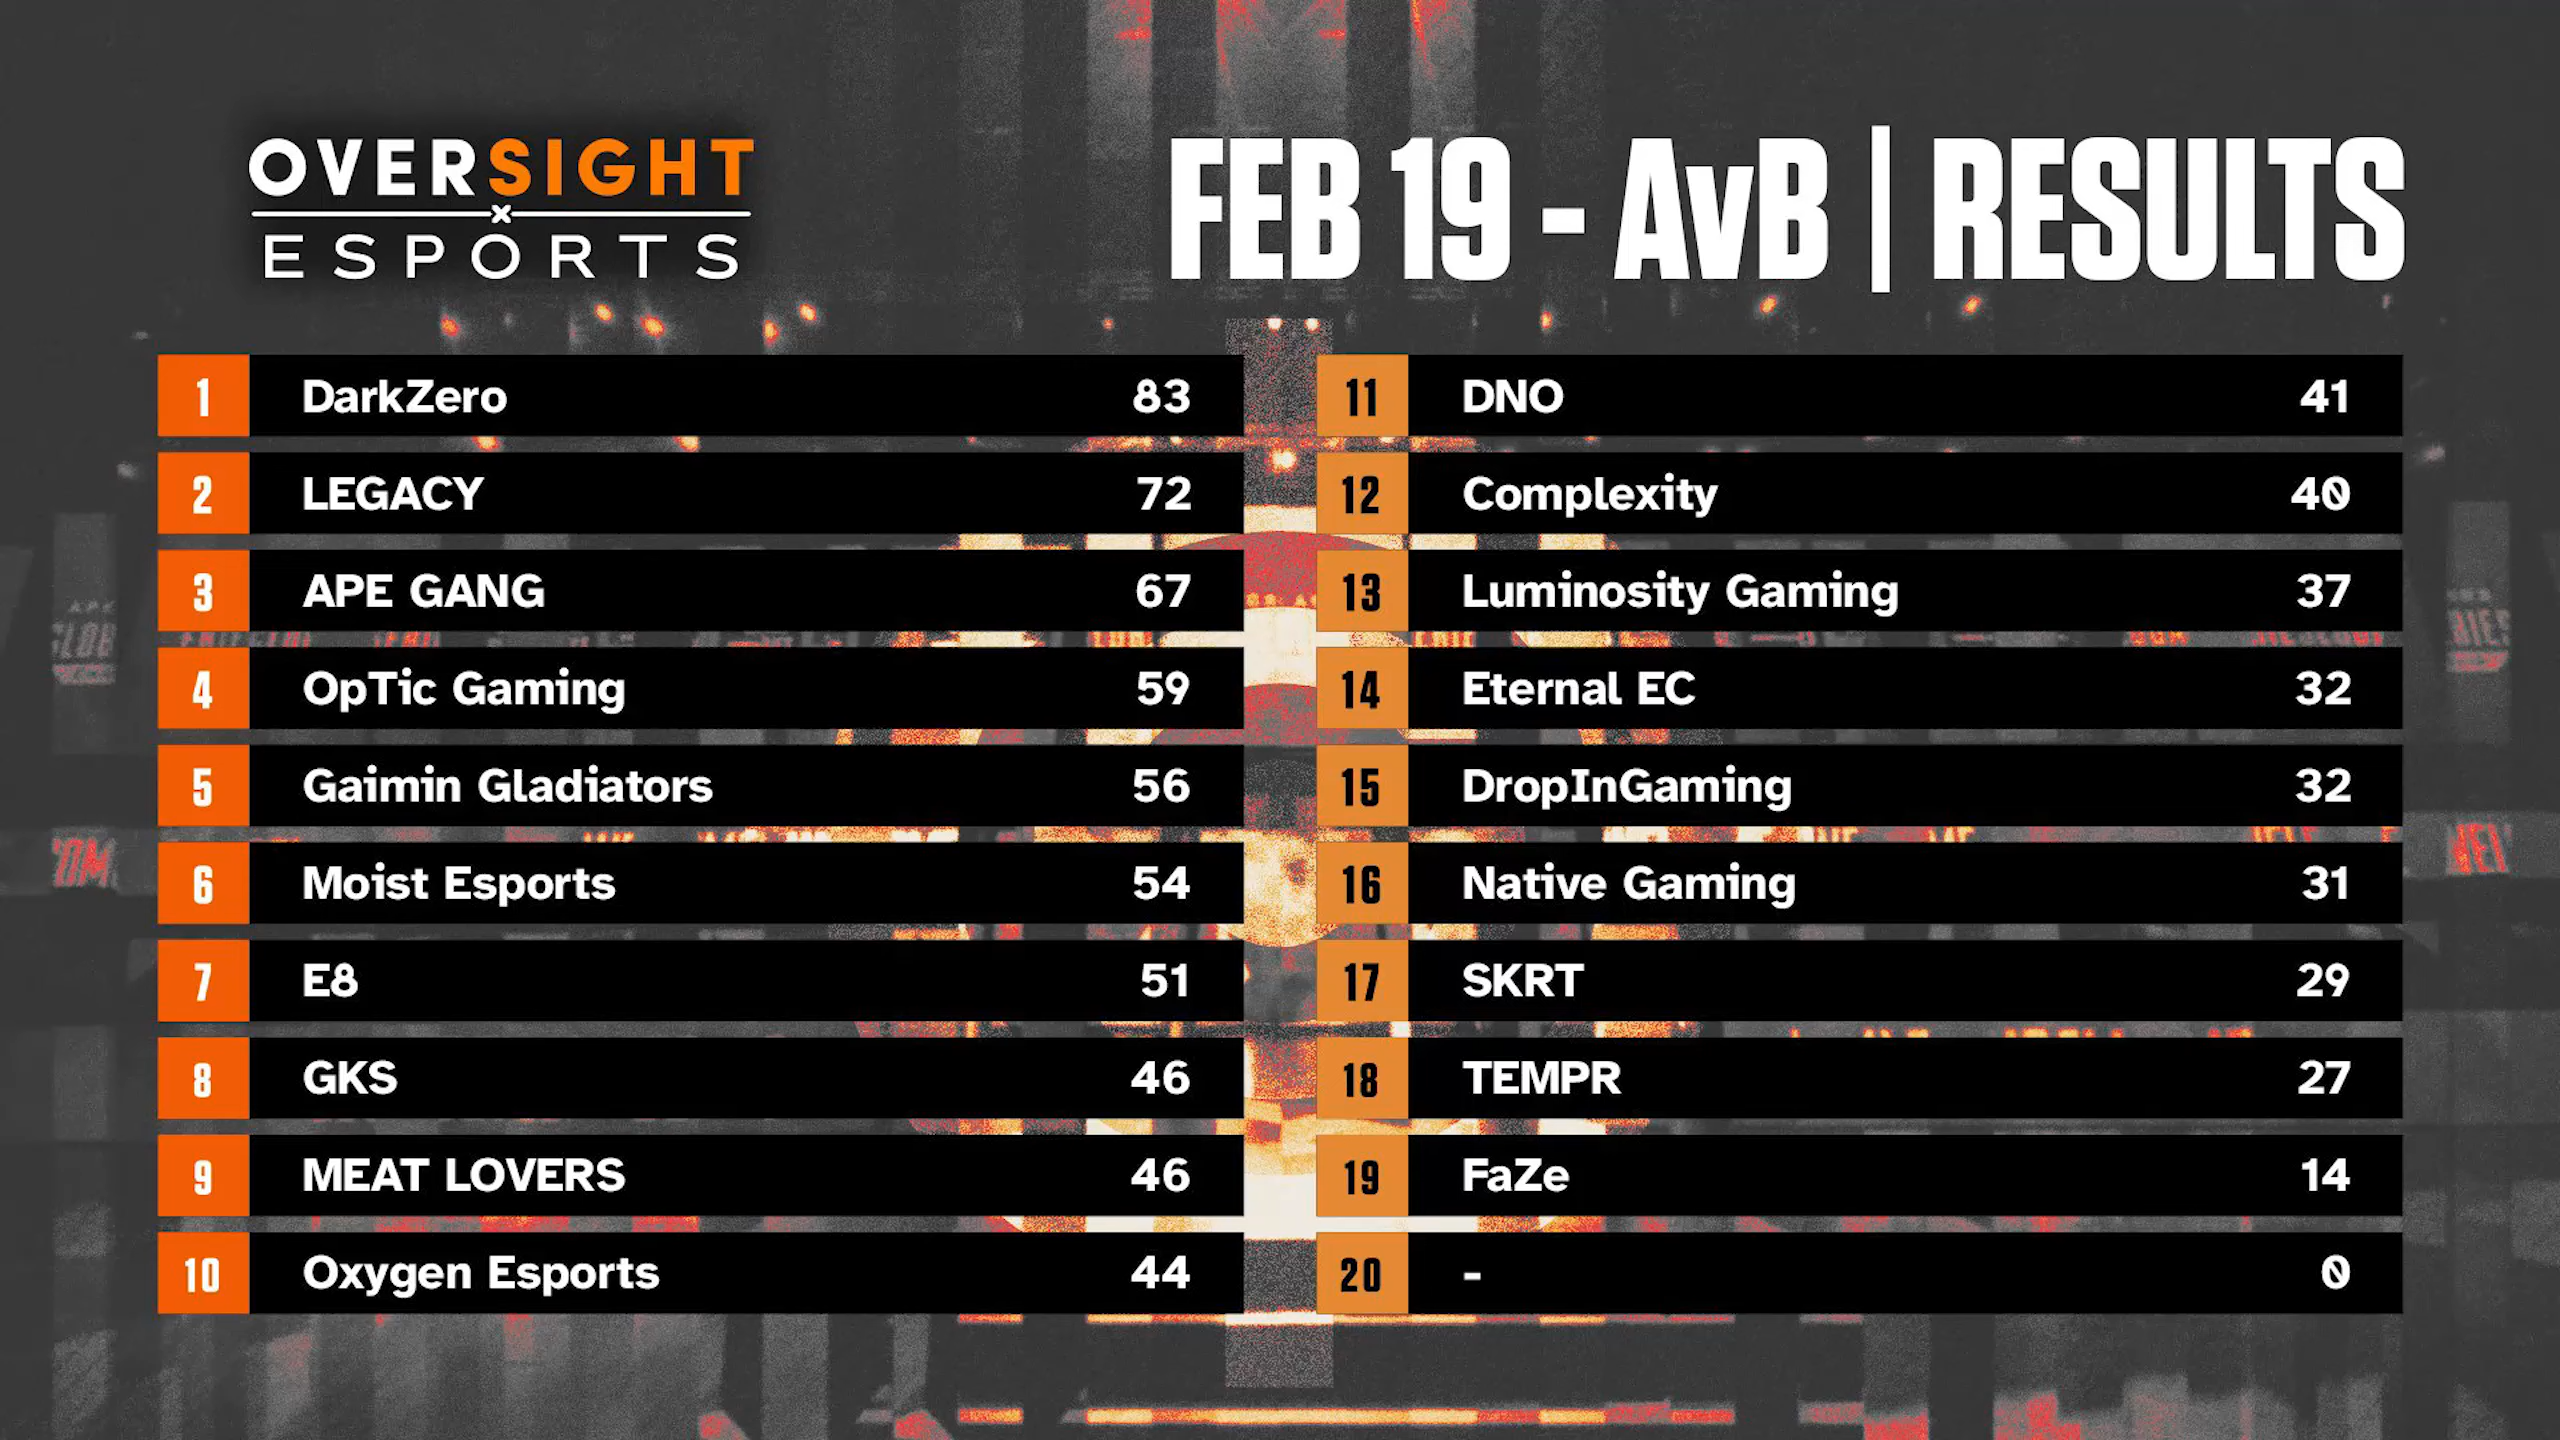 OVERSIGHT
ESPORTS
FEB 19 - AvB | RESULTS
1 DarkZero 83
2 LEGACY 72
3 APE GANG 67
4 OpTic Gaming 59
5 Gaimin Gladiators 56
6 Moist Esports 54
7 E8 51
8 GKS 46
9 MEAT LOVERS 46
10 Oxygen Esports 44
11 DNO 41
12 Complexity 40
13 Luminosity Gaming 37
14 Eternal EC 32
15 DropInGaming 32
16 Native Gaming 31
17 SKRT 29
18 TEMPR 27
19 FaZe 14
20 - 0